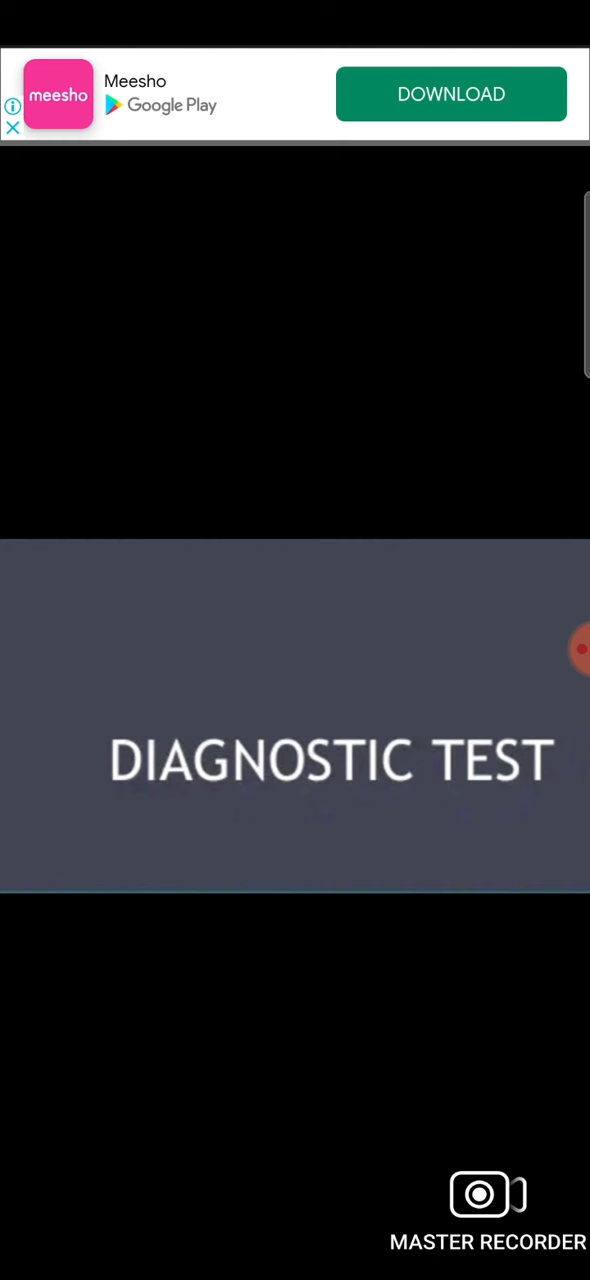 meesho
Meesho
Google Play
DOWNLOAD
DIAGNOSTIC TEST
MASTER RECORDER